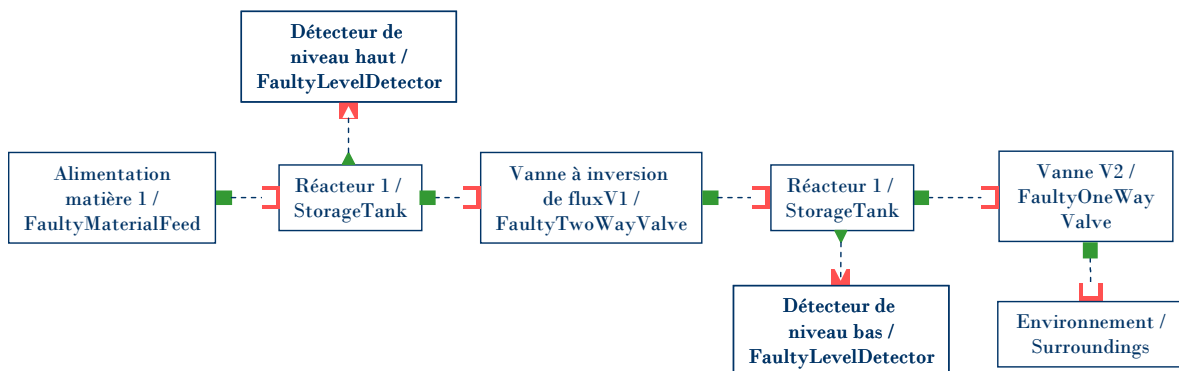 Détecteur de
niveau haut /
FaultyLevelDetector
Alimentation
matière 1 /
FaultyMaterialFeed
Réacteur 1 /
StorageTank
Vanne à inversion
de fluxV1 /
FaultyTwoWayValve
Réacteur 1 /
StorageTank
Vanne V2 /
FaultyOneWay
Valve
Détecteur de
niveau bas /
FaultyLevelDetector
Environnement /
Surroundings